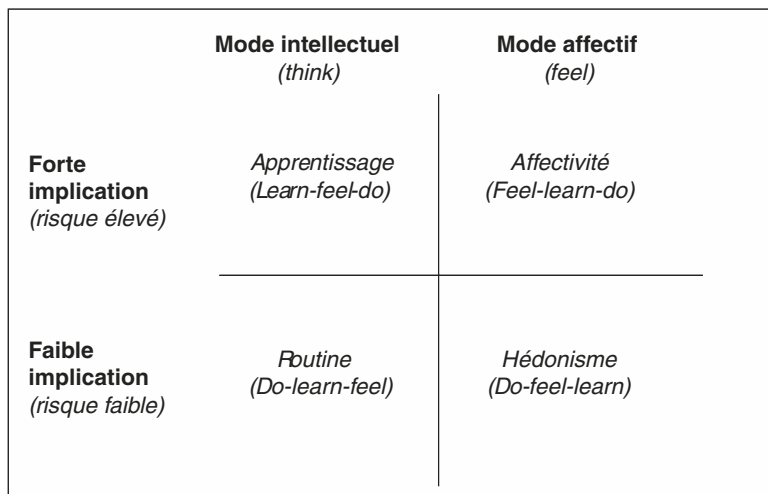 Mode intellectuel
(think)
Mode affectif
(feel)
Forte
implication
(risque élevé)
Apprentissage
(Learn-feel-do)
Affectivité
(Feel-learn-do)
Faible
implication
(risque faible)
Routine
(Do-learn-feel)
Hédonisme
(Do-feel-learn)